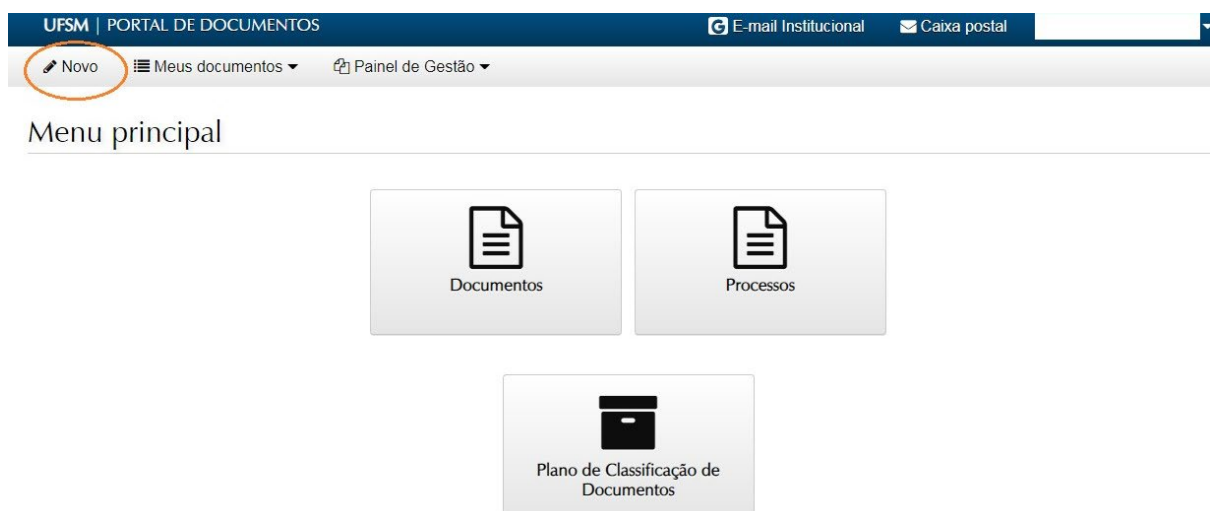 UFSM | PORTAL DE DOCUMENTOS E-mail Institucional Caixa postal
Novo Meus documentos Painel de Gestão
Menu principal
Documentos Processos
Plano de Classificação de
Documentos